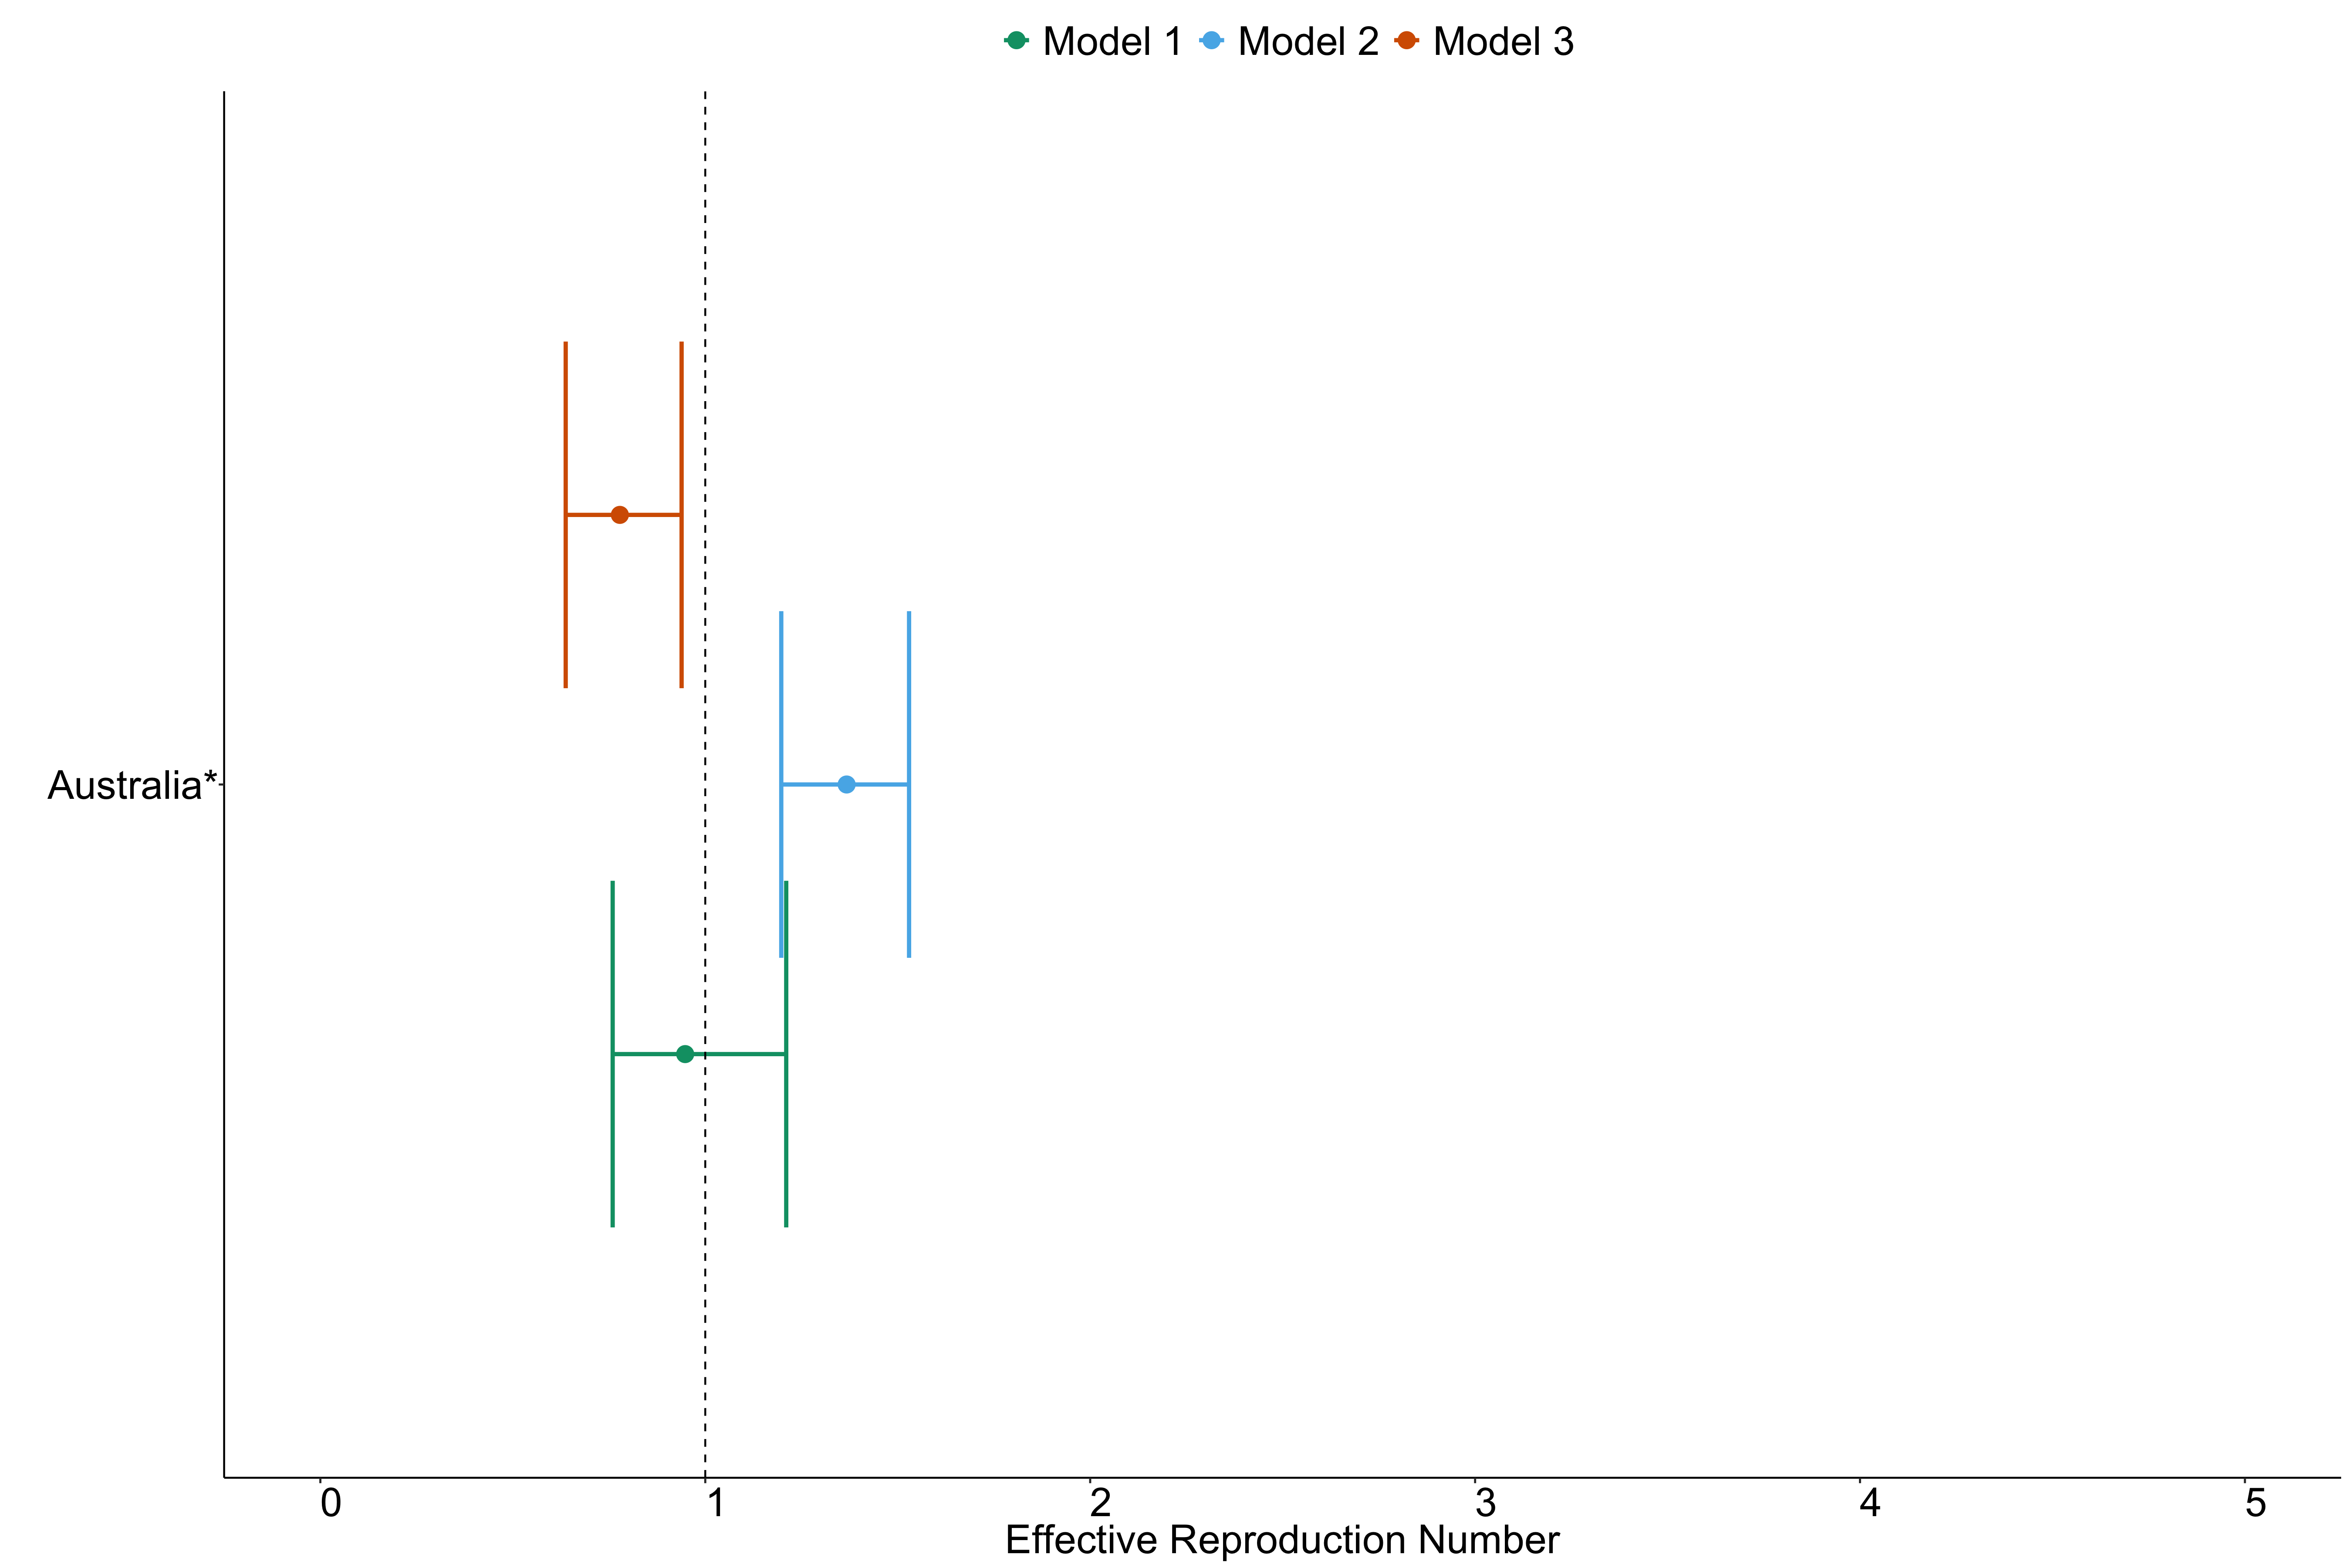 Model 1 Model 2 Model 3
Australia*
0 1 2 3 4 5
Effective Reproduction Number